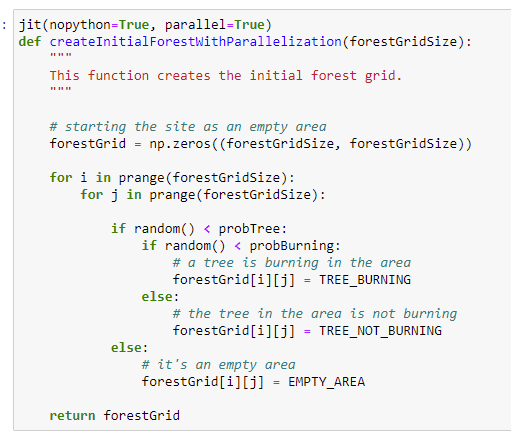 : jit(nopython=True, parallel=True)
def createInitialForestWithParallelization(forestGridSize):
    """
    This function creates the initial forest grid.
    """

    # starting the site as an empty area
    forestGrid = np.zeros((forestGridSize, forestGridSize))

    for i in prange(forestGridSize):
        for j in prange(forestGridSize):

            if random() < probTree:
                if random() < probBurning:
                    # a tree is burning in the area
                    forestGrid[i][j] = TREE_BURNING
                else:
                    # the tree in the area is not burning
                    forestGrid[i][j] = TREE_NOT_BURNING
            else:
                # it's an empty area
                forestGrid[i][j] = EMPTY_AREA

    return forestGrid